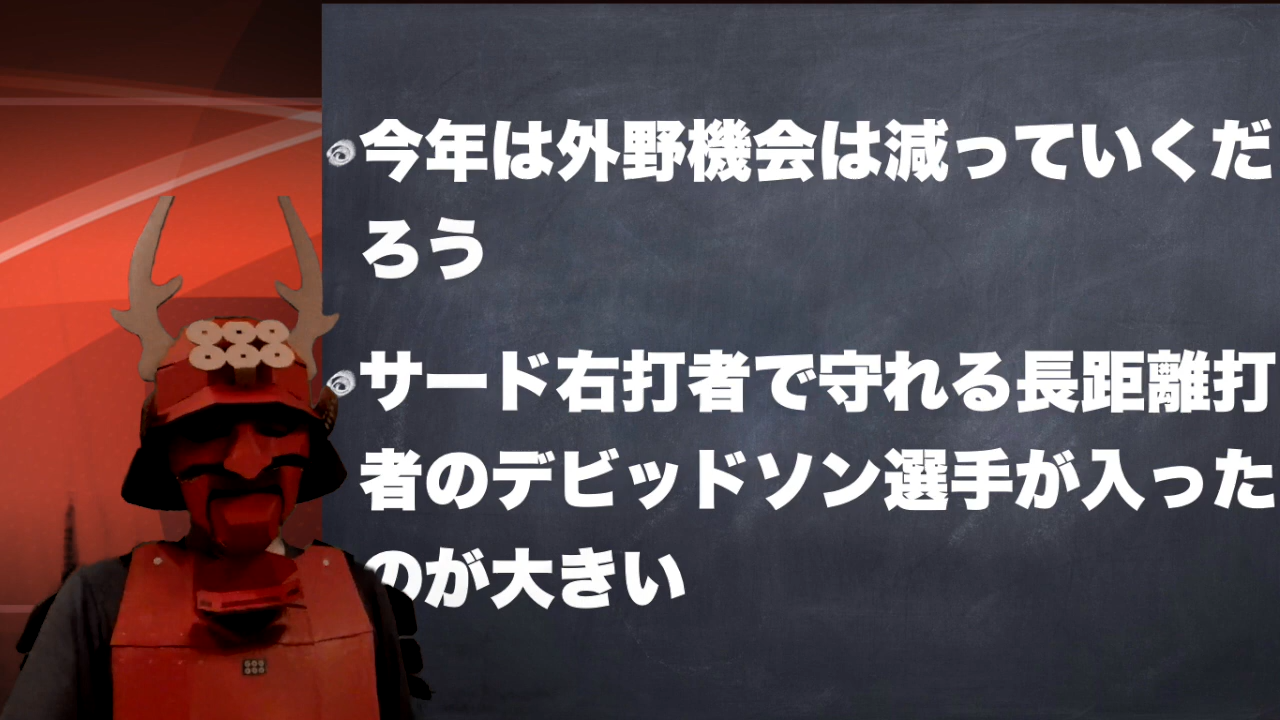 今年は外野機会は減っていくだ
ろう
サード右打者で守れる長距離打
者のデビッドソン選手が入った
のが大きい